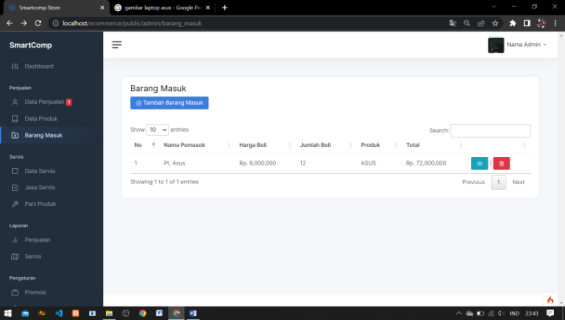 Smartcomp Store
gambar laptop asus - Google Pe
localhost/ecommerce/public/admin/barang_masuk
SmartComp
Nama Admin
Dashboard
Penjualan
Data Penjualan
Data Produk
Barang Masuk
Servis
Data Servis
Jasa Servis
Part Produk
Laporan
Penjualan
Servis
Pengaturan
Promosi
Barang Masuk
Tambah Barang Masuk
Show 10 entries
Search:
No Nama Pemasok Harga Beli Jumlah Beli Produk Total
1 Pt. Asus Rp. 6,000,000 12 ASUS Rp. 72,000,000
Showing 1 to 1 of 1 entries
Previous 1 Next
IND 23:43